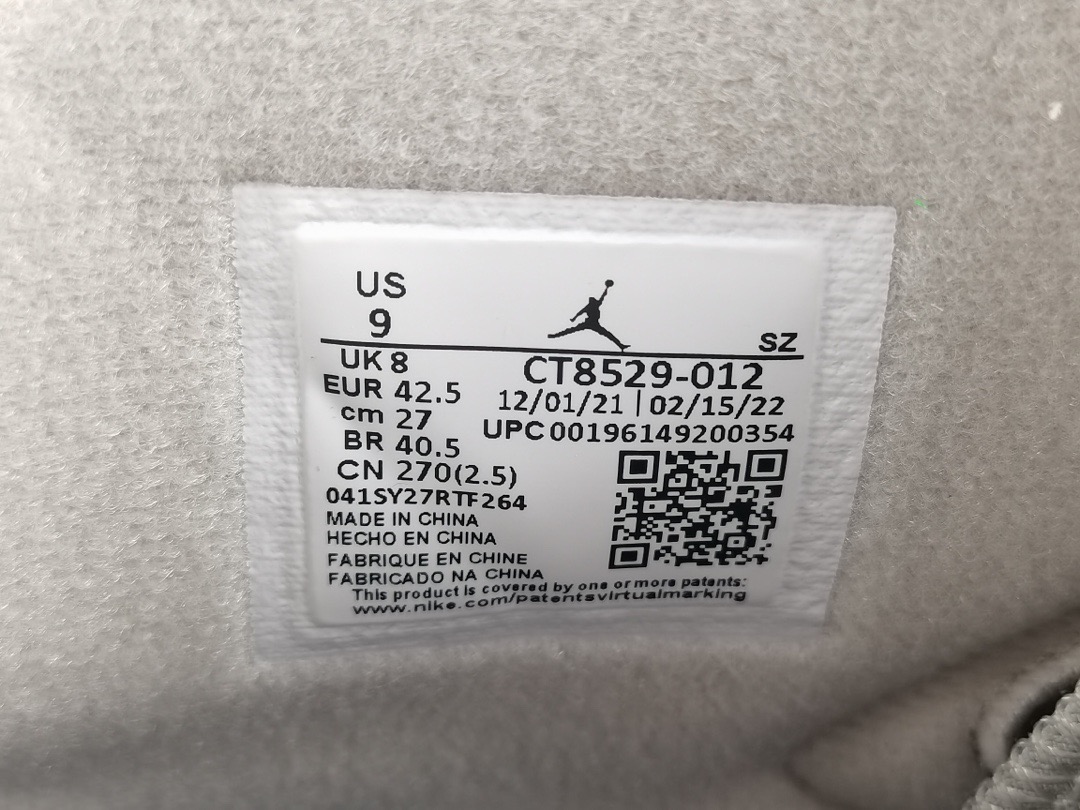 US
9
SZ
UK 8
EUR 42.5
cm 27
BR 40.5
CN 270(2.5)
CT8529-012
12/01/21 | 02/15/22
UPC 00196149200354
041SY27RTF264
MADE IN CHINA
HECHO EN CHINA
FABRIQUE EN CHINE
FABRICADO NA CHINA
This product is covered by one or more patents:
www.nike.com/patentsvirtualmarking